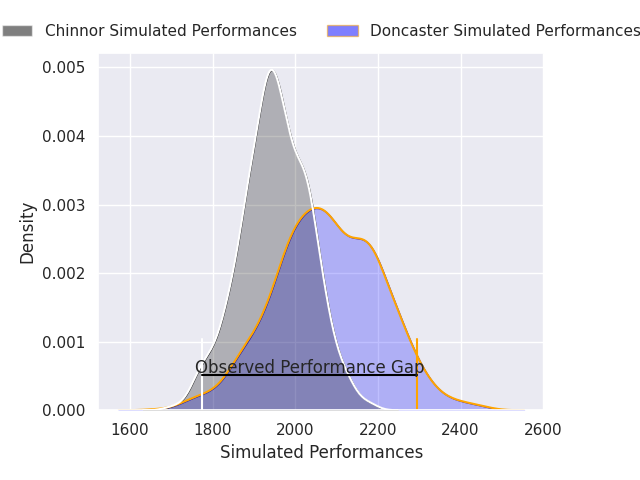 Chinnor Simulated Performances
Doncaster Simulated Performances
0.005
0.004
0.003
0.002
0.001
0.000
Density
Observed Performance Gap
1600
1800
2000
2200
2400
2600
Simulated Performances